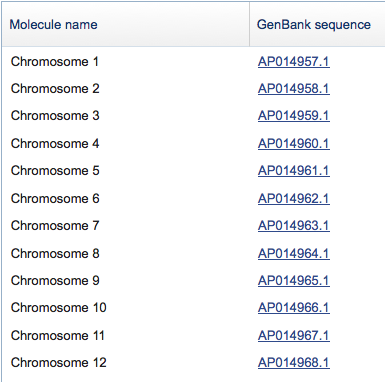 Molecule name GenBank sequence
Chromosome 1 AP014957.1
Chromosome 2 AP014958.1
Chromosome 3 AP014959.1
Chromosome 4 AP014960.1
Chromosome 5 AP014961.1
Chromosome 6 AP014962.1
Chromosome 7 AP014963.1
Chromosome 8 AP014964.1
Chromosome 9 AP014965.1
Chromosome 10 AP014966.1
Chromosome 11 AP014967.1
Chromosome 12 AP014968.1